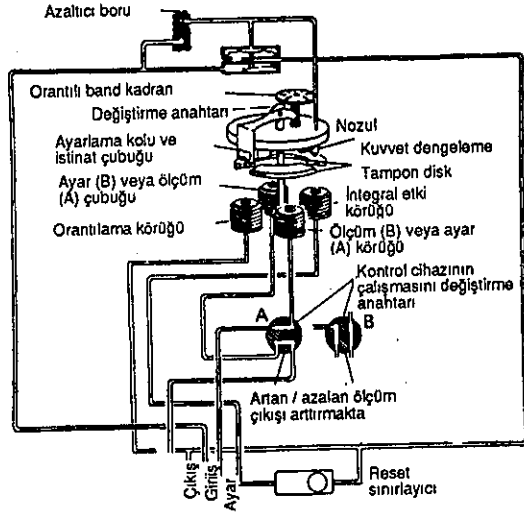 Azaltıcı boru
Orantılı band kadran
Değiştirme anahtarı
Nozul
Ayarlama kolu ve
istinat çubuğu
Kuvvet dengeleme
Tampon disk
Ayar (B) veya ölçüm
(A) çubuğu
İntegral etki
körüğü
Orantılama körüğü
Ölçüm (B) veya ayar
(A) körüğü
Kontrol cihazının
çalışmasını değiştirme
anahtarı
A
B
Artan / azalan ölçüm
çıkışı arttırmakta
Çıkış
Giriş
Ayar
Reset
sınırlayıcı